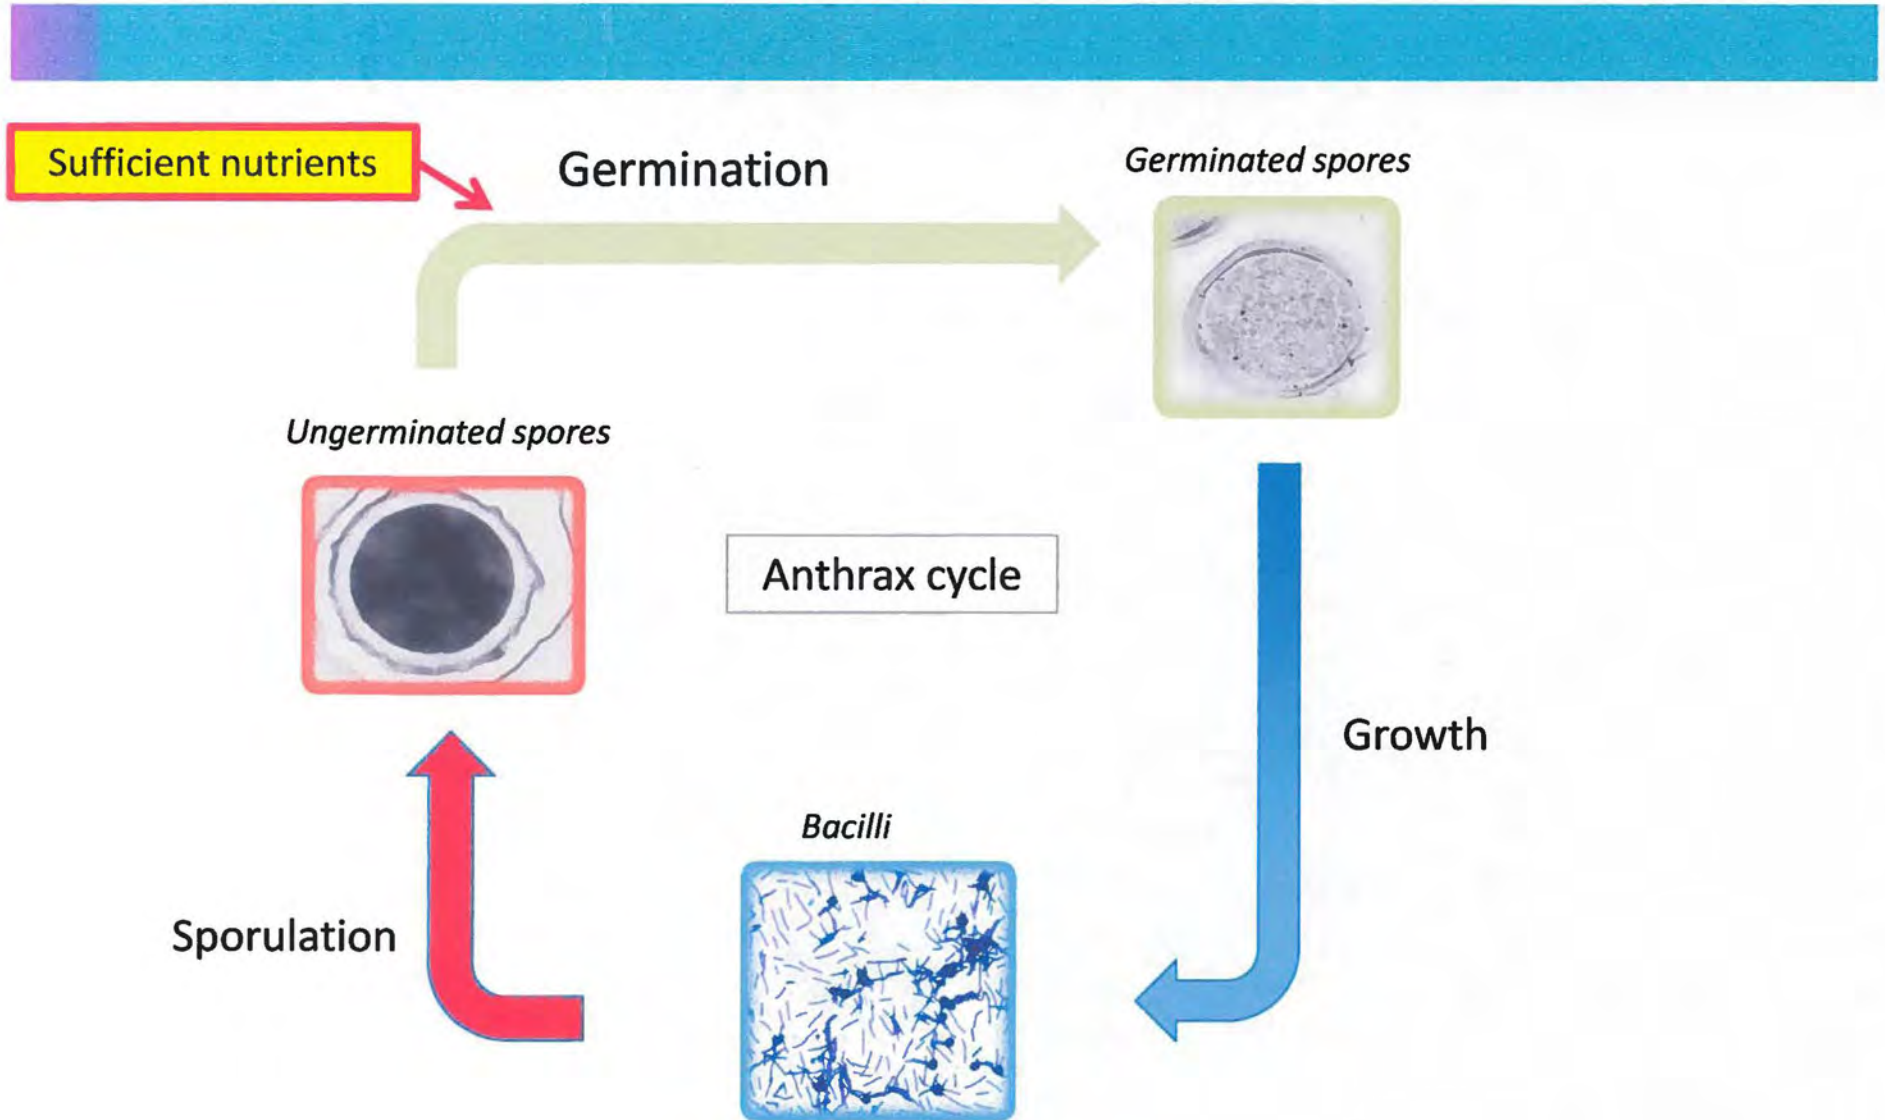 Sufficient nutrients
Germination
Germinated spores
Ungerminated spores
Anthrax cycle
Growth
Bacilli
Sporulation